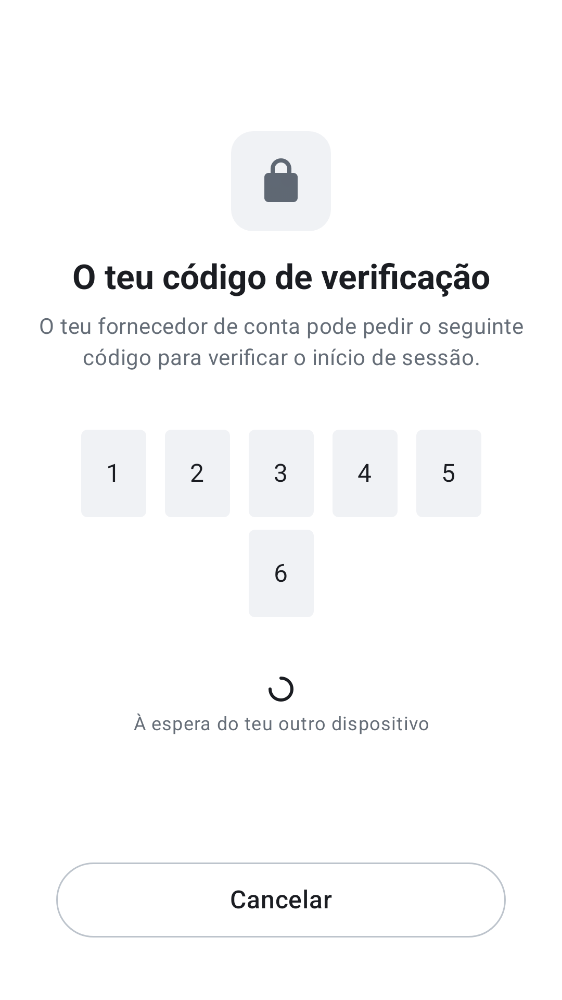 O teu código de verificação
O teu fornecedor de conta pode pedir o seguinte
código para verificar o início de sessão.
1 2 3 4 5
6
À espera do teu outro dispositivo
Cancelar